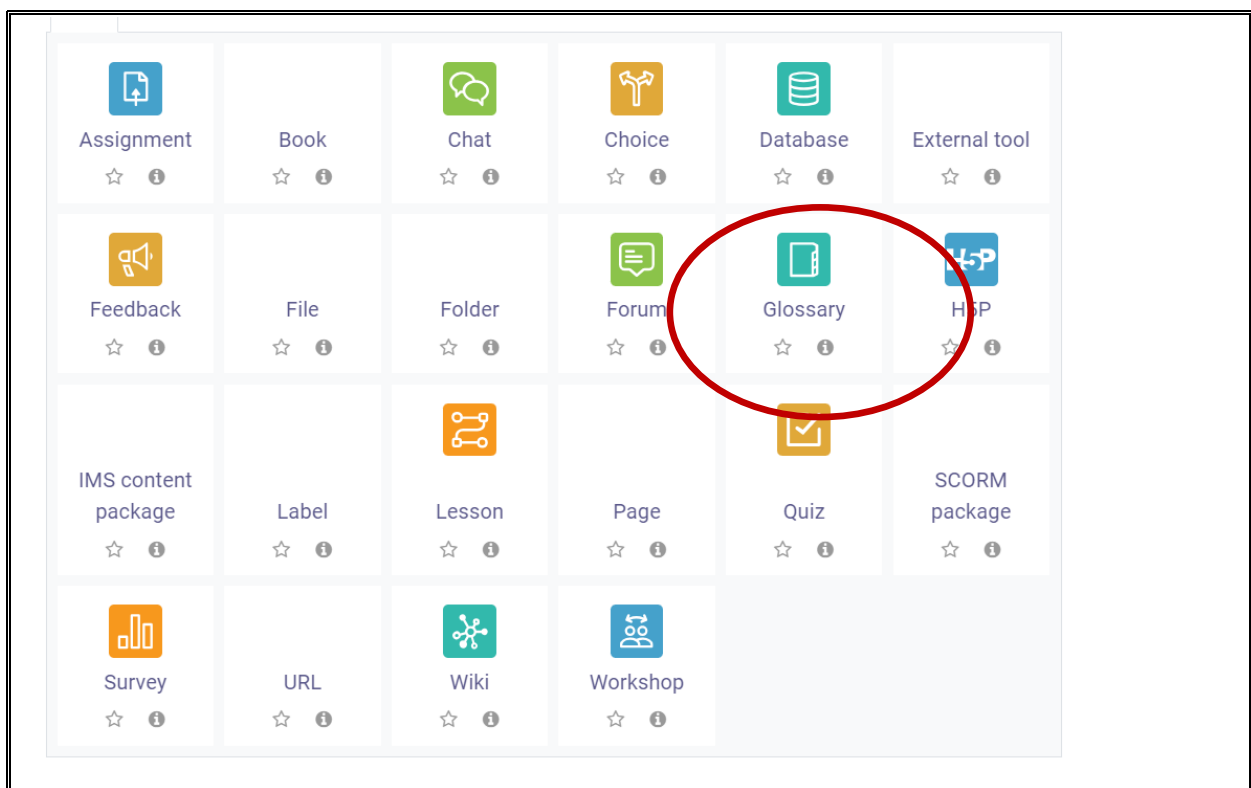 Assignment Book Chat Choice Database External tool
H5P
Feedback File Folder Forum Glossary H5P
IMS content SCORM
package Label Lesson Page Quiz package
Survey URL Wiki Workshop